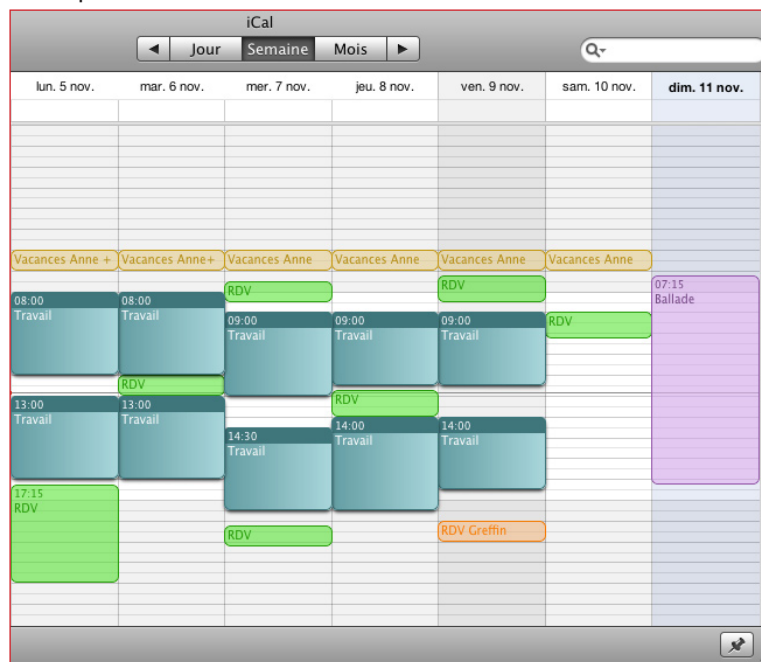 iCal
Jour Semaine Mois
lun. 5 nov. mar. 6 nov. mer. 7 nov. jeu. 8 nov. ven. 9 nov. sam. 10 nov. dim. 11 nov.
Vacances Anne + Vacances Anne+ Vacances Anne Vacances Anne Vacances Anne Vacances Anne
RDV RDV 07:15
Ballade
08:00 08:00
Travail Travail
09:00 09:00 09:00 RDV
Travail Travail Travail
RDV
13:00 13:00 RDV
Travail Travail
14:00 14:00
Travail Travail
14:30
Travail
17:15
RDV
RDV RDV Greffin